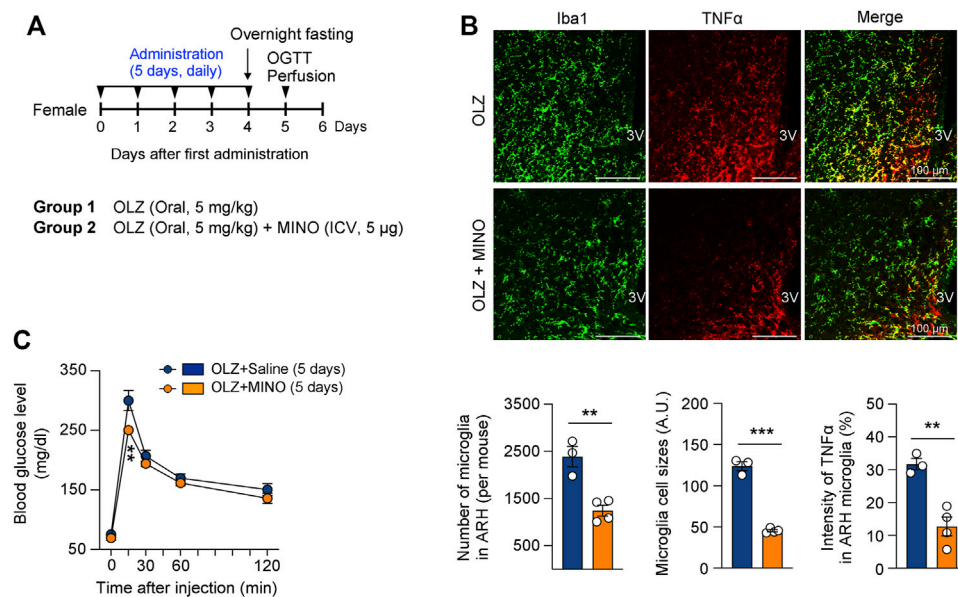 A
Overnight fasting
Administration
(5 days, daily)
OGTT
Perfusion
Female
0 1 2 3 4 5 6 Days
Days after first administration
Group 1 OLZ (Oral, 5 mg/kg)
Group 2 OLZ (Oral, 5 mg/kg) + MINO (ICV, 5 µg)
B
Iba1 TNFα Merge
OLZ
3V 3V
100 µm
OLZ + MINO
3V 3V
100 µm
C
OLZ+Saline (5 days)
OLZ+MINO (5 days)
Blood glucose level
(mg/dl)
350
250
150
50
**
0 30 60 120
Time after injection (min)
Number of microglia
in ARH (per mouse)
3500
2500
1500
500
**
Microglia cell sizes (A.U.)
200
150
100
50
0
***
Intensity of TNFα
in ARH microglia (%)
50
40
30
20
10
0
**